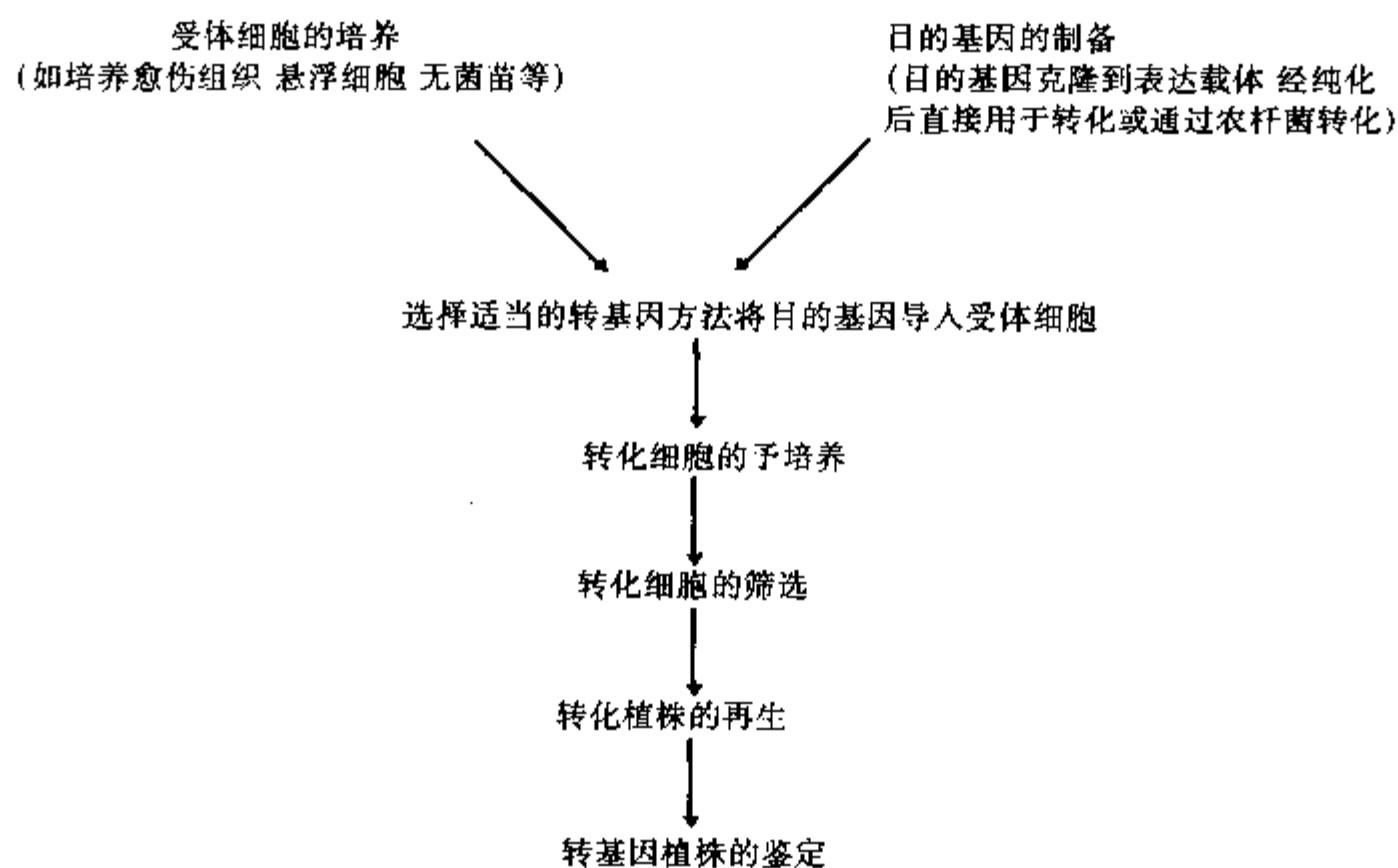 受体细胞的培养
(如培养愈伤组织 悬浮细胞 无菌苗等)
目的基因的制备
(目的基因克隆到表达载体 经纯化
后直接用于转化或通过农杆菌转化)
选择适当的转基因方法将目的基因导入受体细胞
转化细胞的予培养
转化细胞的筛选
转化植株的再生
转基因植株的鉴定